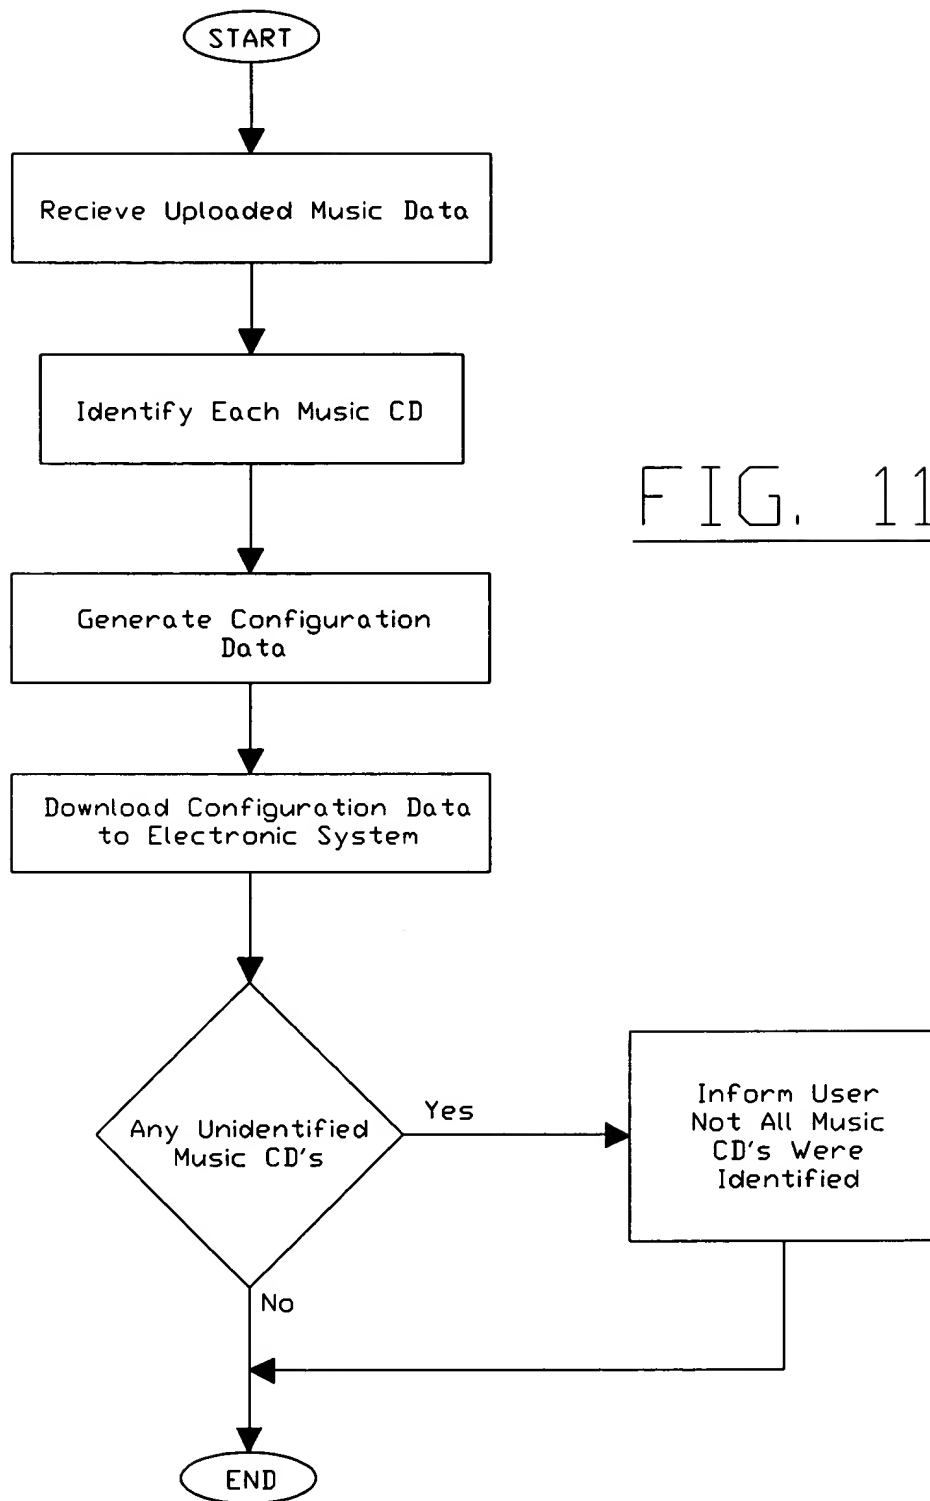 START
Recieve Uploaded Music Data
Identify Each Music CD
FIG. 11
Generate Configuration
Data
Download Configuration Data
to Electronic System
Any Unidentified
Music CD's
Yes
Inform User
Not All Music
CD's Were
Identified
No
END